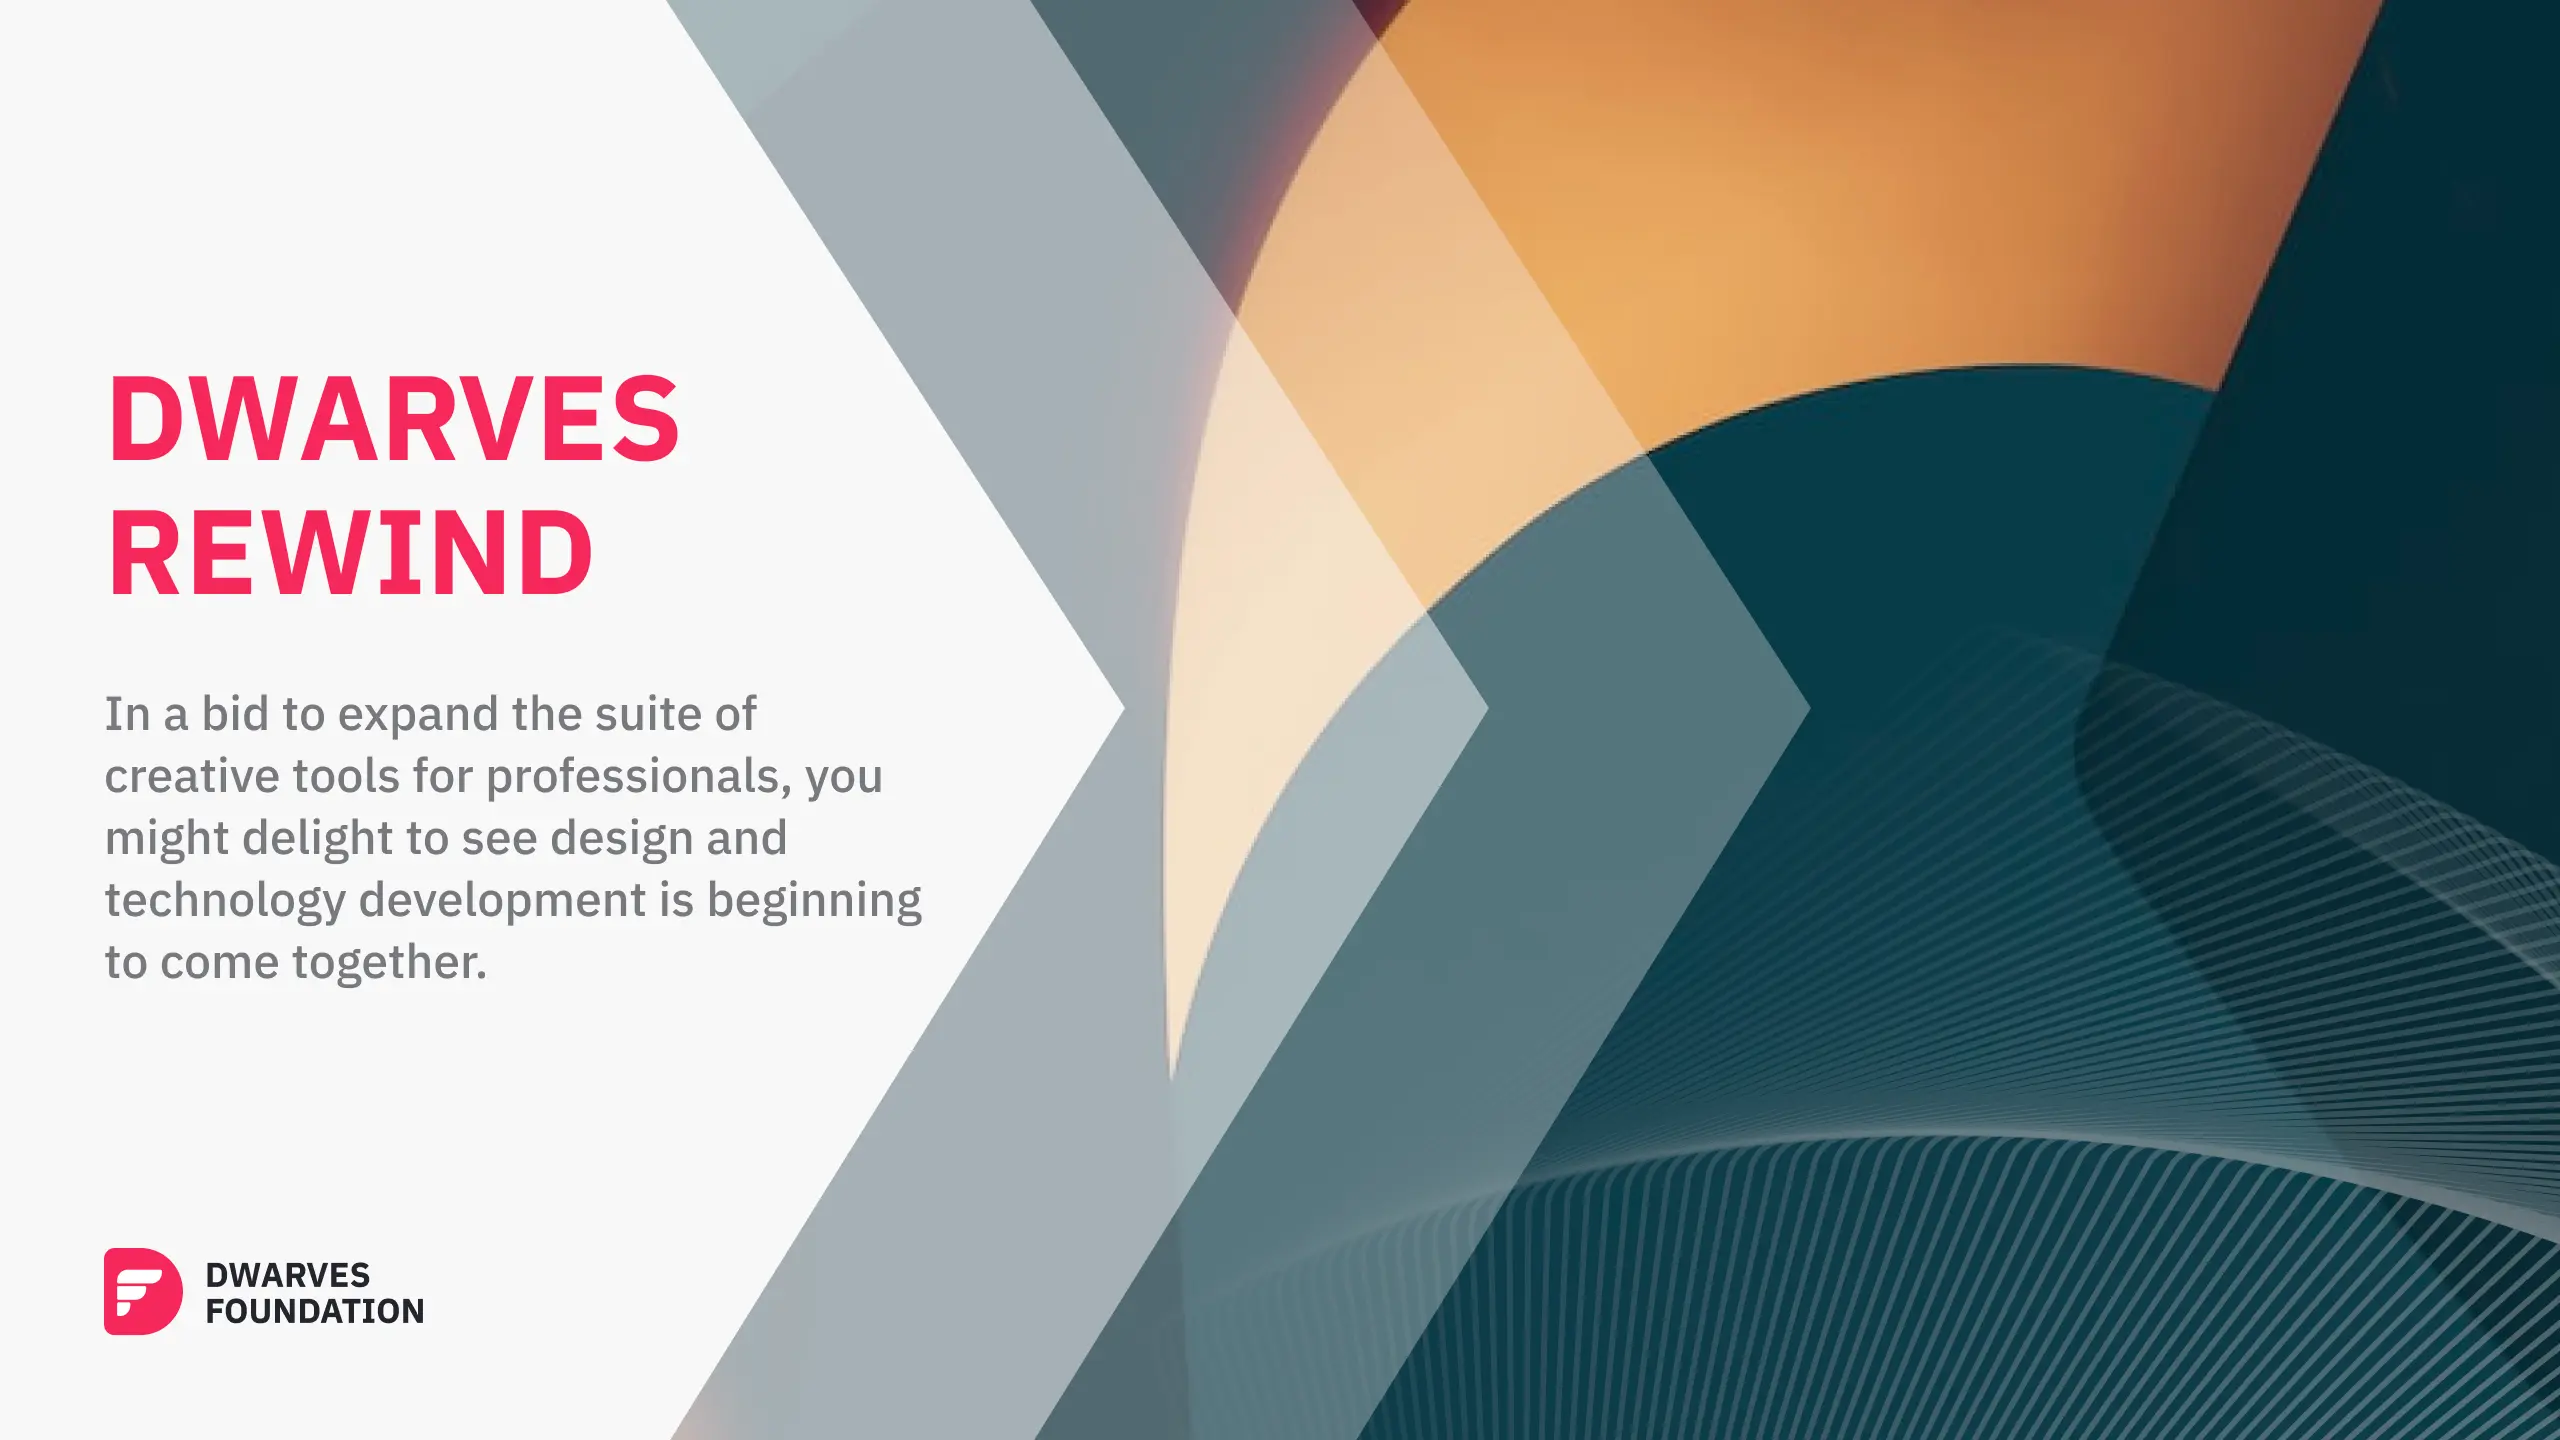 DWARVES
REWIND
In a bid to expand the suite of
creative tools for professionals, you
might delight to see design and
technology development is beginning
to come together.
DWARVES
FOUNDATION